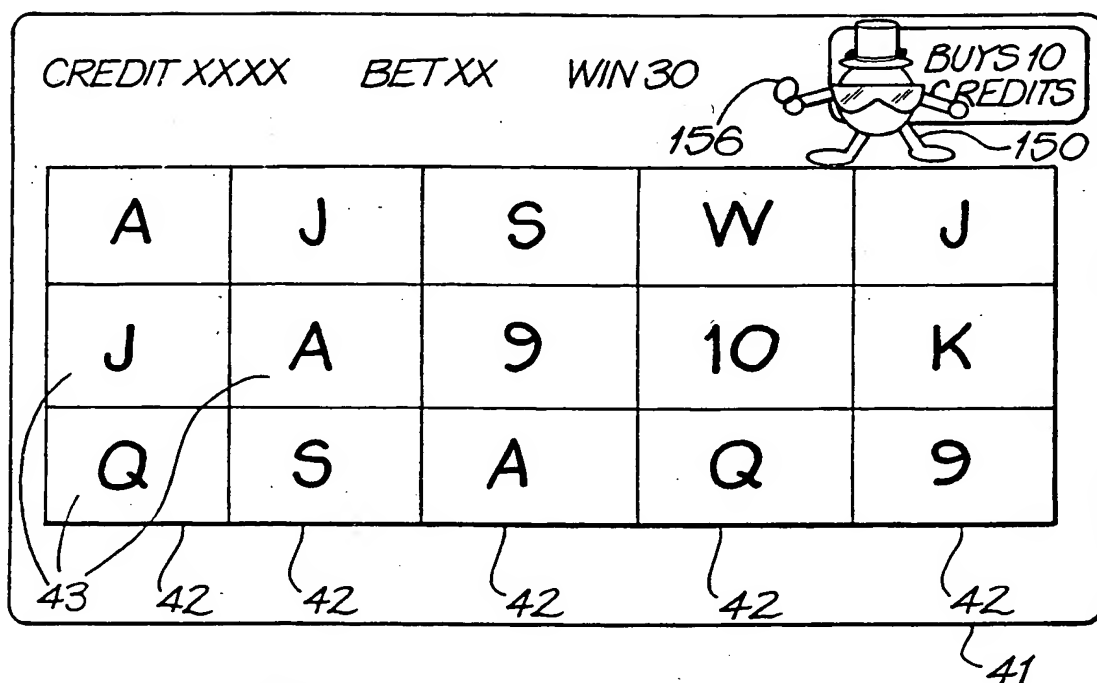 CREDIT XXXX BET XX WIN 30 BUYS 10
CREDITS
156 150
A J S W J
J A 9 10 K
Q S A Q 9
43 42 42 42 42 42
41